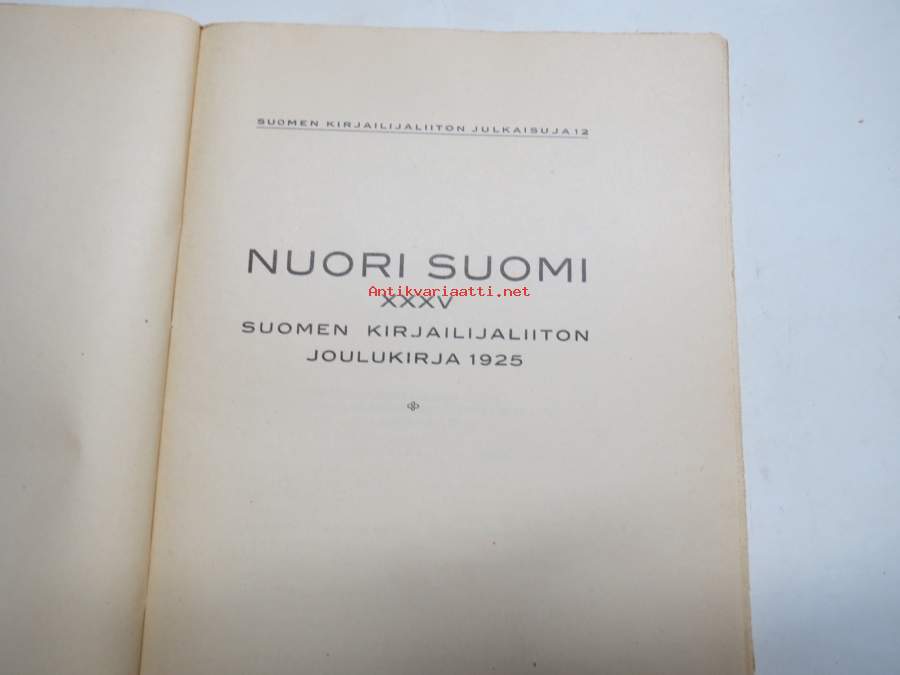 SUOMEN KIRJAILIJALIITON JULKAISUJA 12
NUORI SUOMI
Antikvariaatti.net
XXXV
SUOMEN KIRJAILIJALIITON
JOULUKIRJA 1925